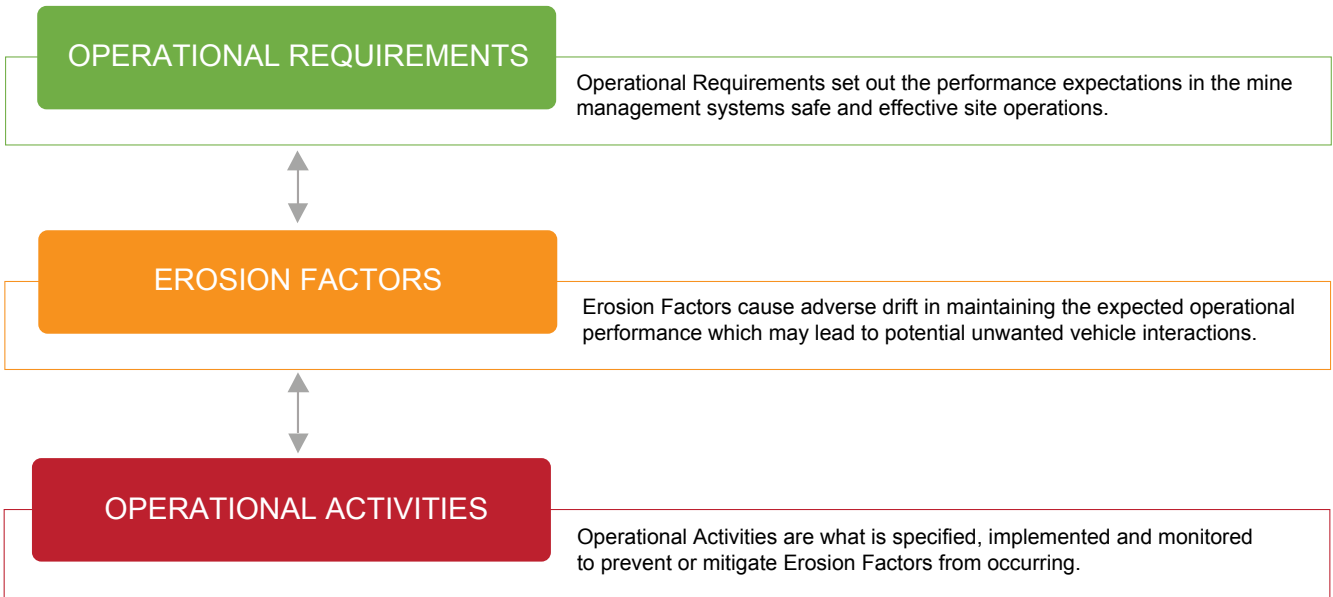 OPERATIONAL REQUIREMENTS
Operational Requirements set out the performance expectations in the mine
management systems safe and effective site operations.
EROSION FACTORS
Erosion Factors cause adverse drift in maintaining the expected operational
performance which may lead to potential unwanted vehicle interactions.
OPERATIONAL ACTIVITIES
Operational Activities are what is specified, implemented and monitored
to prevent or mitigate Erosion Factors from occurring.